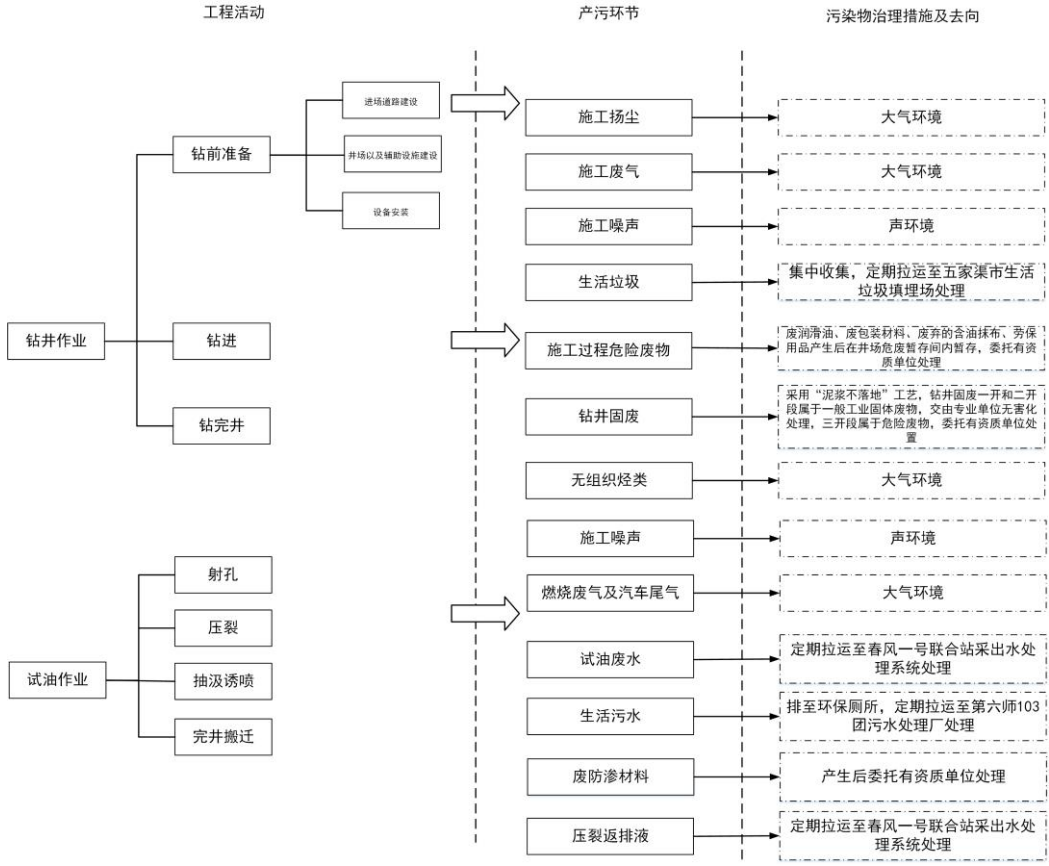 工程活动
产污环节
污染物治理措施及去向
钻井作业
钻前准备
进场道路建设
井场以及辅助设施建设
设备安装
钻进
钻完井
试油作业
射孔
压裂
抽汲诱喷
完井搬迁
施工扬尘
大气环境
施工废气
大气环境
施工噪声
声环境
生活垃圾
集中收集，定期拉运至五家渠市生活
垃圾填埋场处理
施工过程危险废物
废润滑油、废包装材料、废弃的含油抹布、劳保
用品产生后在井场危废暂存间内暂存，委托有资
质单位处理
钻井固废
采用“泥浆不落地”工艺，钻井固废一开和二开
段属于一般工业固体废物，交由专业单位无害化
处理，三开段属于危险废物，委托有资质单位处
置
无组织烃类
大气环境
施工噪声
声环境
燃烧废气及汽车尾气
大气环境
试油废水
定期拉运至春风一号联合站采出水处
理系统处理
生活污水
排至环保厕所，定期拉运至第六师103
团污水处理厂处理
废防渗材料
产生后委托有资质单位处理
压裂返排液
定期拉运至春风一号联合站采出水处
理系统处理